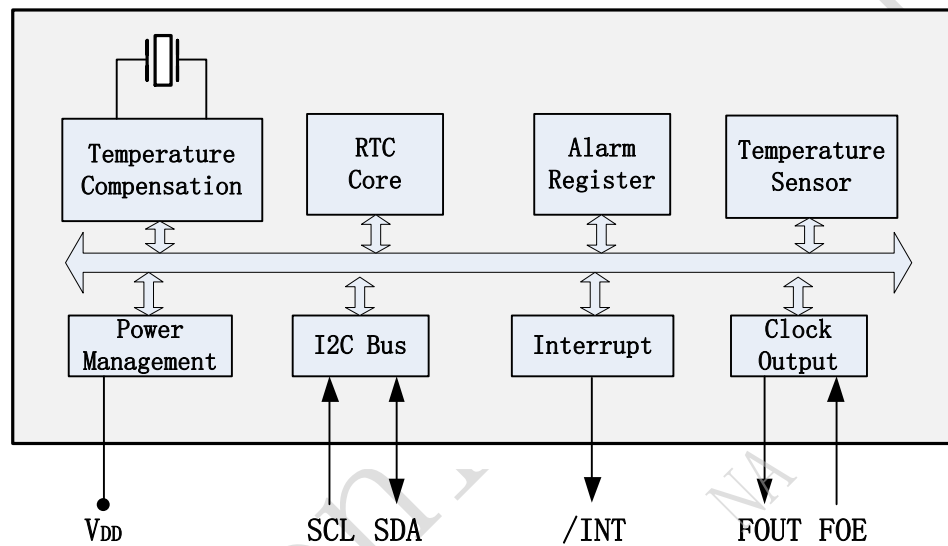 Temperature
Compensation
RTC
Core
Alarm
Register
Temperature
Sensor
Power
Management
I2C Bus
Interrupt
Clock
Output
VDD
SCL SDA
/INT
FOUT FOE
NA